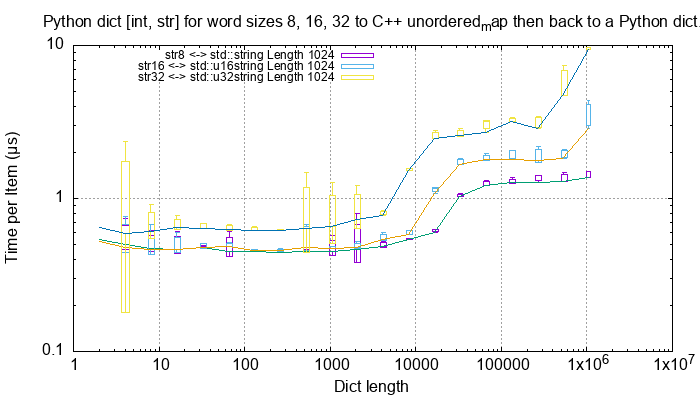 Python dict [int, str] for word sizes 8, 16, 32 to C++ unordered_map then back to a Python dict
10
1
0.1
Time per Item (µs)
str8 <-> std::string Length 1024
str16 <-> std::u16string Length 1024
str32 <-> std::u32string Length 1024
1 10 100 1000 10000 100000 1x10^6 1x10^7
Dict length